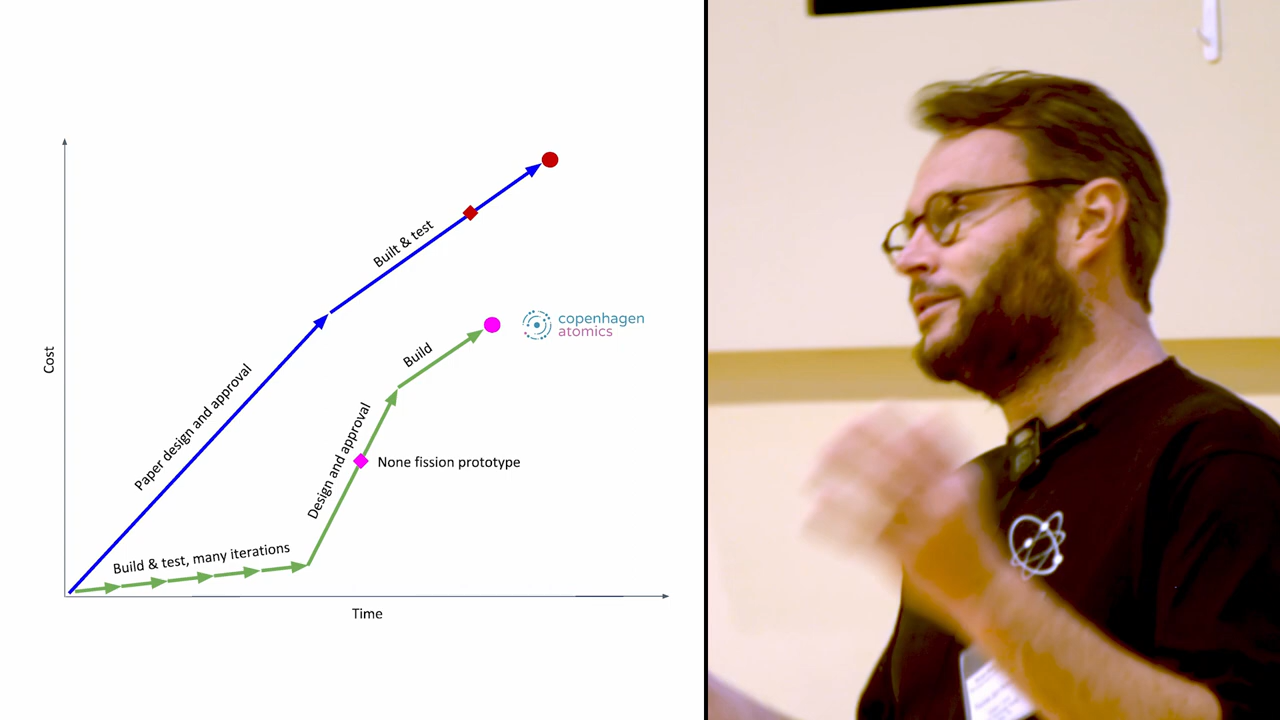 Built & test
copenhagen
atomics
Cost
Build
Paper design and approval
Design and approval
None fission prototype
Build & test, many iterations
Time